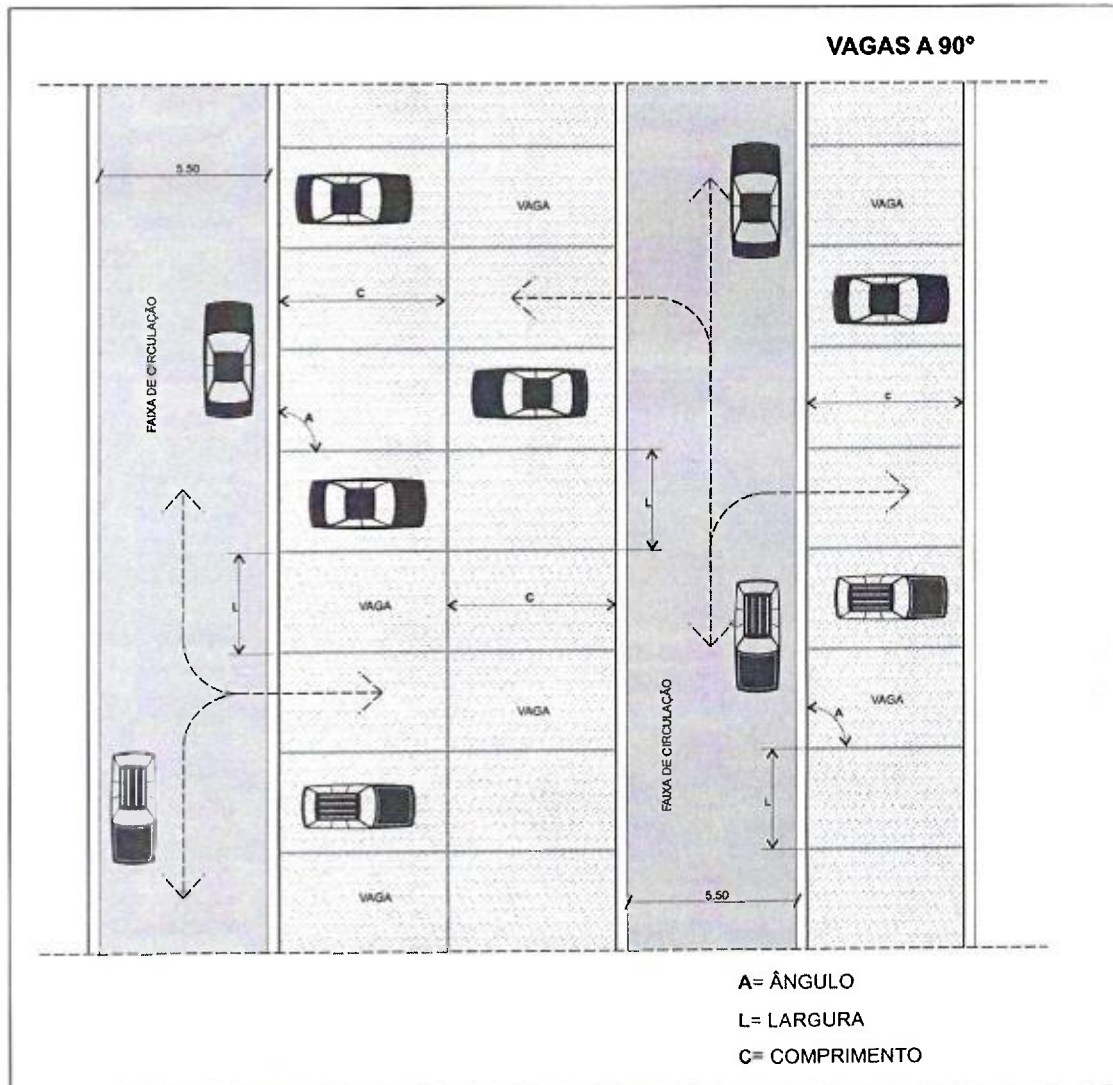 VAGAS A 90°
5.50
VAGA
VAGA
C
FAIXA DE CIRCULAÇÃO
A
C
L
L
VAGA
C
VAGA
VAGA
A
FAIXA DE CIRCULAÇÃO
L
VAGA
5.50
A= ÂNGULO
L= LARGURA
C= COMPRIMENTO